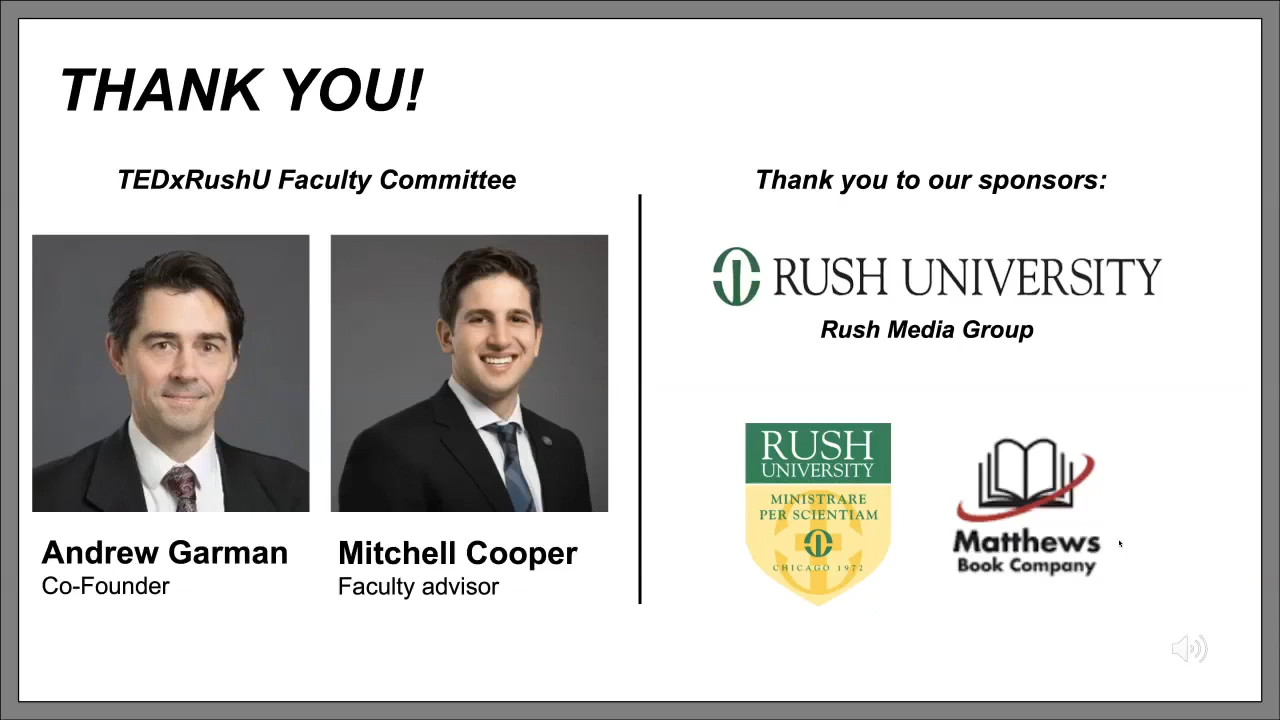 THANK YOU!
TEDxRushU Faculty Committee
Andrew Garman
Co-Founder
Mitchell Cooper
Faculty advisor
Thank you to our sponsors:
RUSH UNIVERSITY
Rush Media Group
RUSH
UNIVERSITY
MINISTRARE
PER SCIENTIAM
CHICAGO 1972
Matthews
Book Company